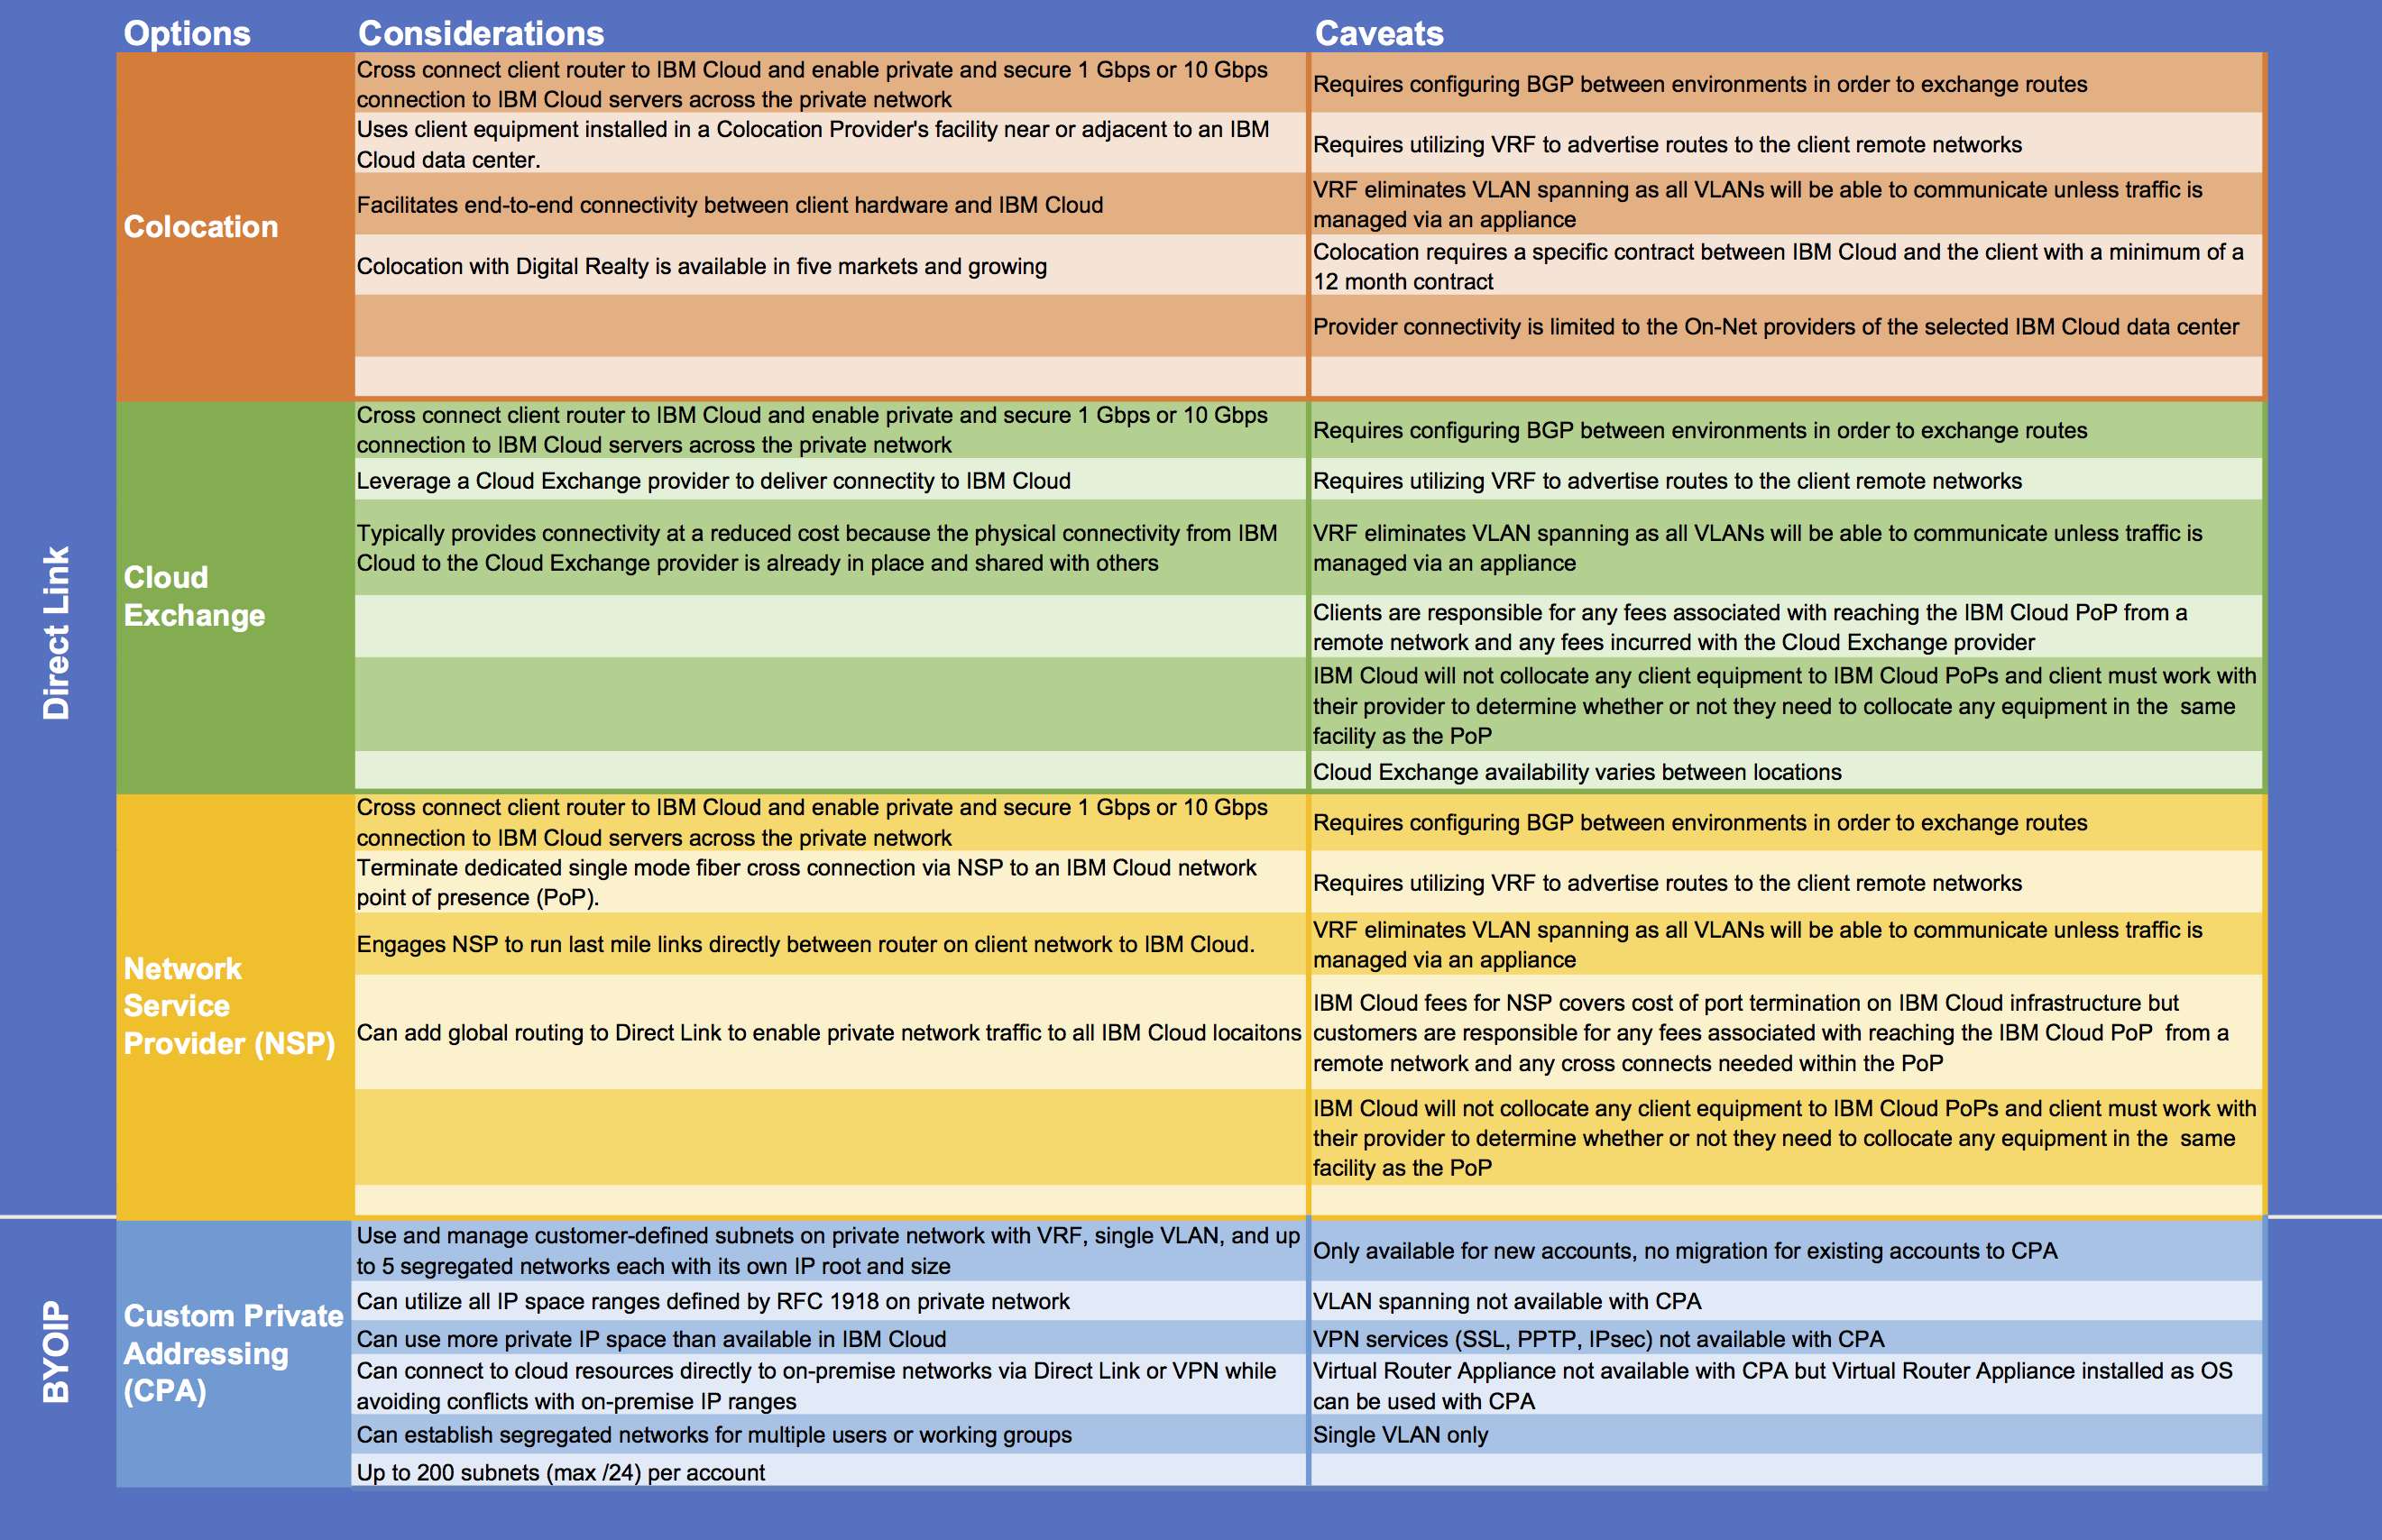 Options Considerations Caveats
Direct Link
Colocation
Cross connect client router to IBM Cloud and enable private and secure 1 Gbps or 10 Gbps
connection to IBM Cloud servers across the private network
Requires configuring BGP between environments in order to exchange routes
Uses client equipment installed in a Colocation Provider's facility near or adjacent to an IBM
Cloud data center.
Requires utilizing VRF to advertise routes to the client remote networks
Facilitates end-to-end connectivity between client hardware and IBM Cloud
VRF eliminates VLAN spanning as all VLANs will be able to communicate unless traffic is
managed via an appliance
Colocation with Digital Realty is available in five markets and growing
Colocation requires a specific contract between IBM Cloud and the client with a minimum of a
12 month contract
Provider connectivity is limited to the On-Net providers of the selected IBM Cloud data center
Cloud
Exchange
Cross connect client router to IBM Cloud and enable private and secure 1 Gbps or 10 Gbps
connection to IBM Cloud servers across the private network
Requires configuring BGP between environments in order to exchange routes
Leverage a Cloud Exchange provider to deliver connectity to IBM Cloud
Requires utilizing VRF to advertise routes to the client remote networks
Typically provides connectivity at a reduced cost because the physical connectivity from IBM
Cloud to the Cloud Exchange provider is already in place and shared with others
VRF eliminates VLAN spanning as all VLANs will be able to communicate unless traffic is
managed via an appliance
Clients are responsible for any fees associated with reaching the IBM Cloud PoP from a
remote network and any fees incurred with the Cloud Exchange provider
IBM Cloud will not collocate any client equipment to IBM Cloud PoPs and client must work with
their provider to determine whether or not they need to collocate any equipment in the same
facility as the PoP
Cloud Exchange availability varies between locations
Network
Service
Provider (NSP)
Cross connect client router to IBM Cloud and enable private and secure 1 Gbps or 10 Gbps
connection to IBM Cloud servers across the private network
Requires configuring BGP between environments in order to exchange routes
Terminate dedicated single mode fiber cross connection via NSP to an IBM Cloud network
point of presence (PoP).
Requires utilizing VRF to advertise routes to the client remote networks
Engages NSP to run last mile links directly between router on client network to IBM Cloud.
VRF eliminates VLAN spanning as all VLANs will be able to communicate unless traffic is
managed via an appliance
Can add global routing to Direct Link to enable private network traffic to all IBM Cloud locaitons
IBM Cloud fees for NSP covers cost of port termination on IBM Cloud infrastructure but
customers are responsible for any fees associated with reaching the IBM Cloud PoP from a
remote network and any cross connects needed within the PoP
IBM Cloud will not collocate any client equipment to IBM Cloud PoPs and client must work with
their provider to determine whether or not they need to collocate any equipment in the same
facility as the PoP
BYOIP
Custom Private
Addressing
(CPA)
Use and manage customer-defined subnets on private network with VRF, single VLAN, and up
to 5 segregated networks each with its own IP root and size
Only available for new accounts, no migration for existing accounts to CPA
Can utilize all IP space ranges defined by RFC 1918 on private network
VLAN spanning not available with CPA
Can use more private IP space than available in IBM Cloud
VPN services (SSL, PPTP, IPsec) not available with CPA
Can connect to cloud resources directly to on-premise networks via Direct Link or VPN while
avoiding conflicts with on-premise IP ranges
Virtual Router Appliance not available with CPA but Virtual Router Appliance installed as OS
can be used with CPA
Can establish segregated networks for multiple users or working groups
Single VLAN only
Up to 200 subnets (max /24) per account